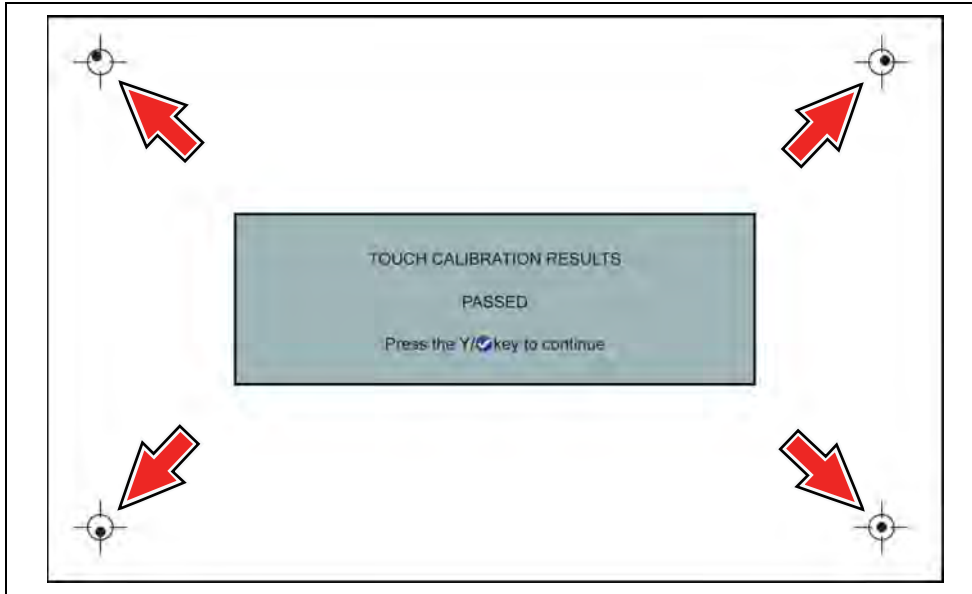 TOUCH CALIBRATION RESULTS
PASSED
Press the Y/✓ key to continue